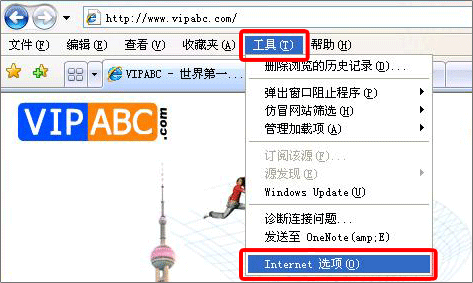 http://www.vipabc.com/
文件(F) 编辑(E) 查看(V) 收藏夹(A) 工具(T) 帮助(H)
VIPABC - 世界第一...
删除浏览的历史记录(D)...
弹出窗口阻止程序(P)
仿冒网站筛选(H)
管理加载项(A)
订阅该源(F)...
源发现(E)
Windows Update(U)
诊断连接问题...
发送至 OneNote(amp;E)
Internet 选项(O)
VIPABC.com